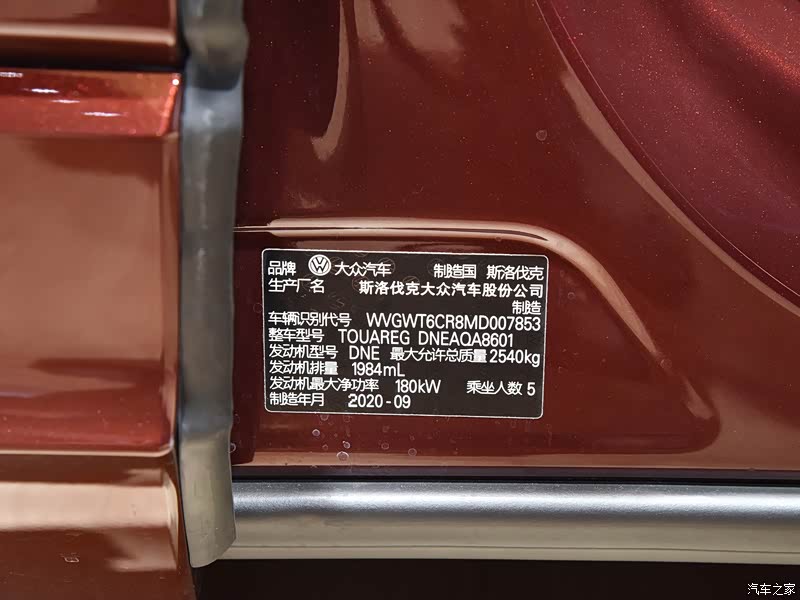 品牌 大众汽车 制造国 斯洛伐克
生产厂名 斯洛伐克大众汽车股份公司
制造
车辆识别代号 WVGWT6CR8MD007853
整车型号 TOUAREG DNEAQA8601
发动机型号 DNE 最大允许总质量 2540kg
发动机排量 1984mL
发动机最大净功率 180kW 乘坐人数 5
制造年月 2020-09
汽车之家